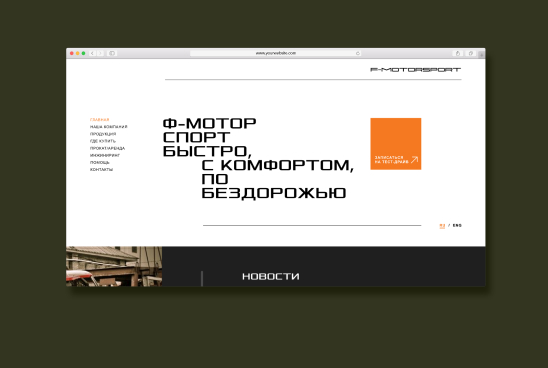 www.yourwebsite.com
F-MOTORSPORT
ГЛАВНАЯ
НАША КОМПАНИЯ
ПРОДУКЦИЯ
ГДЕ КУПИТЬ
ПРОКАТ/АРЕНДА
ИНЖИНИРИНГ
ПОМОЩЬ
КОНТАКТЫ
Ф-МОТОР
СПОРТ
БЫСТРО,
С КОМФОРТОМ,
ПО
БЕЗДОРОЖЬЮ
ЗАПИСАТЬСЯ
НА ТЕСТ-ДРАЙВ
RU / ENG
НОВОСТИ